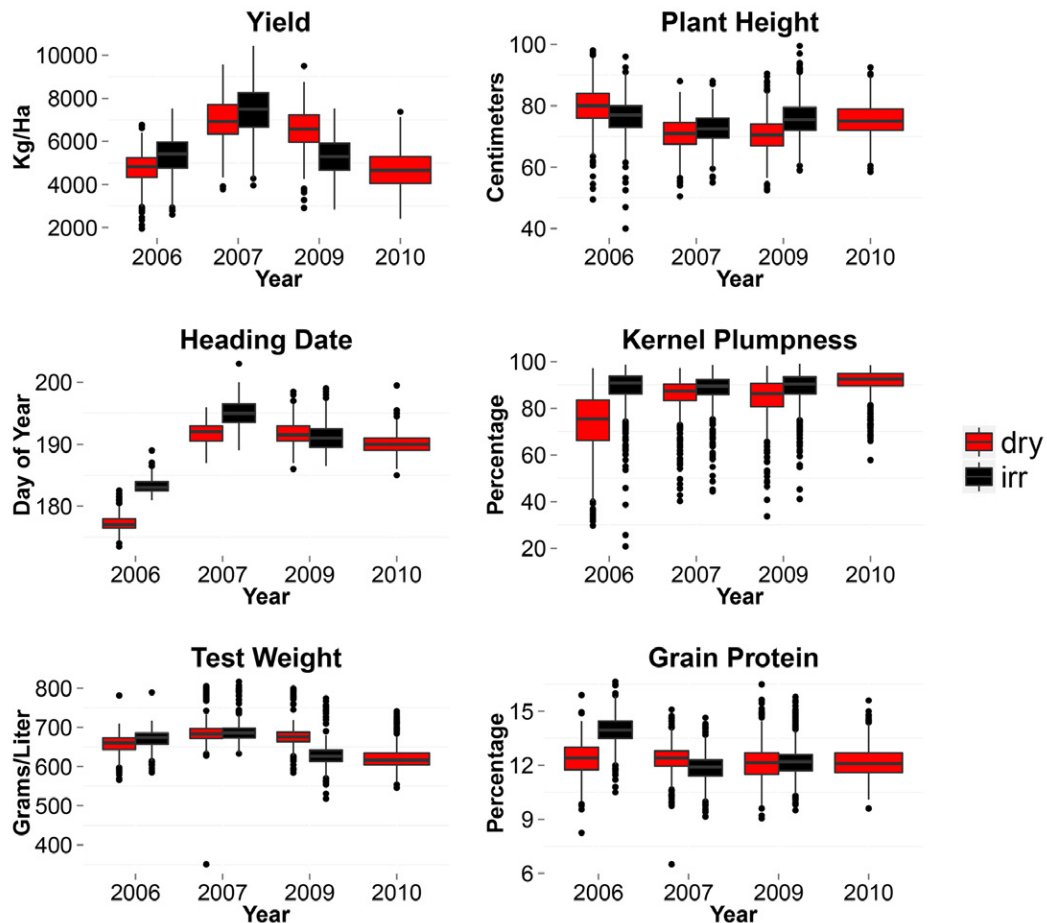 Yield
Kg/Ha
10000
8000
6000
4000
2000
2006 2007 2009 2010
Year
Plant Height
Centimeters
100
80
60
40
2006 2007 2009 2010
Year
Heading Date
Day of Year
200
190
180
2006 2007 2009 2010
Year
Kernel Plumpness
Percentage
100
80
60
40
20
2006 2007 2009 2010
Year
dry
irr
Test Weight
Grams/Liter
800
700
600
500
400
2006 2007 2009 2010
Year
Grain Protein
Percentage
15
12
9
6
2006 2007 2009 2010
Year